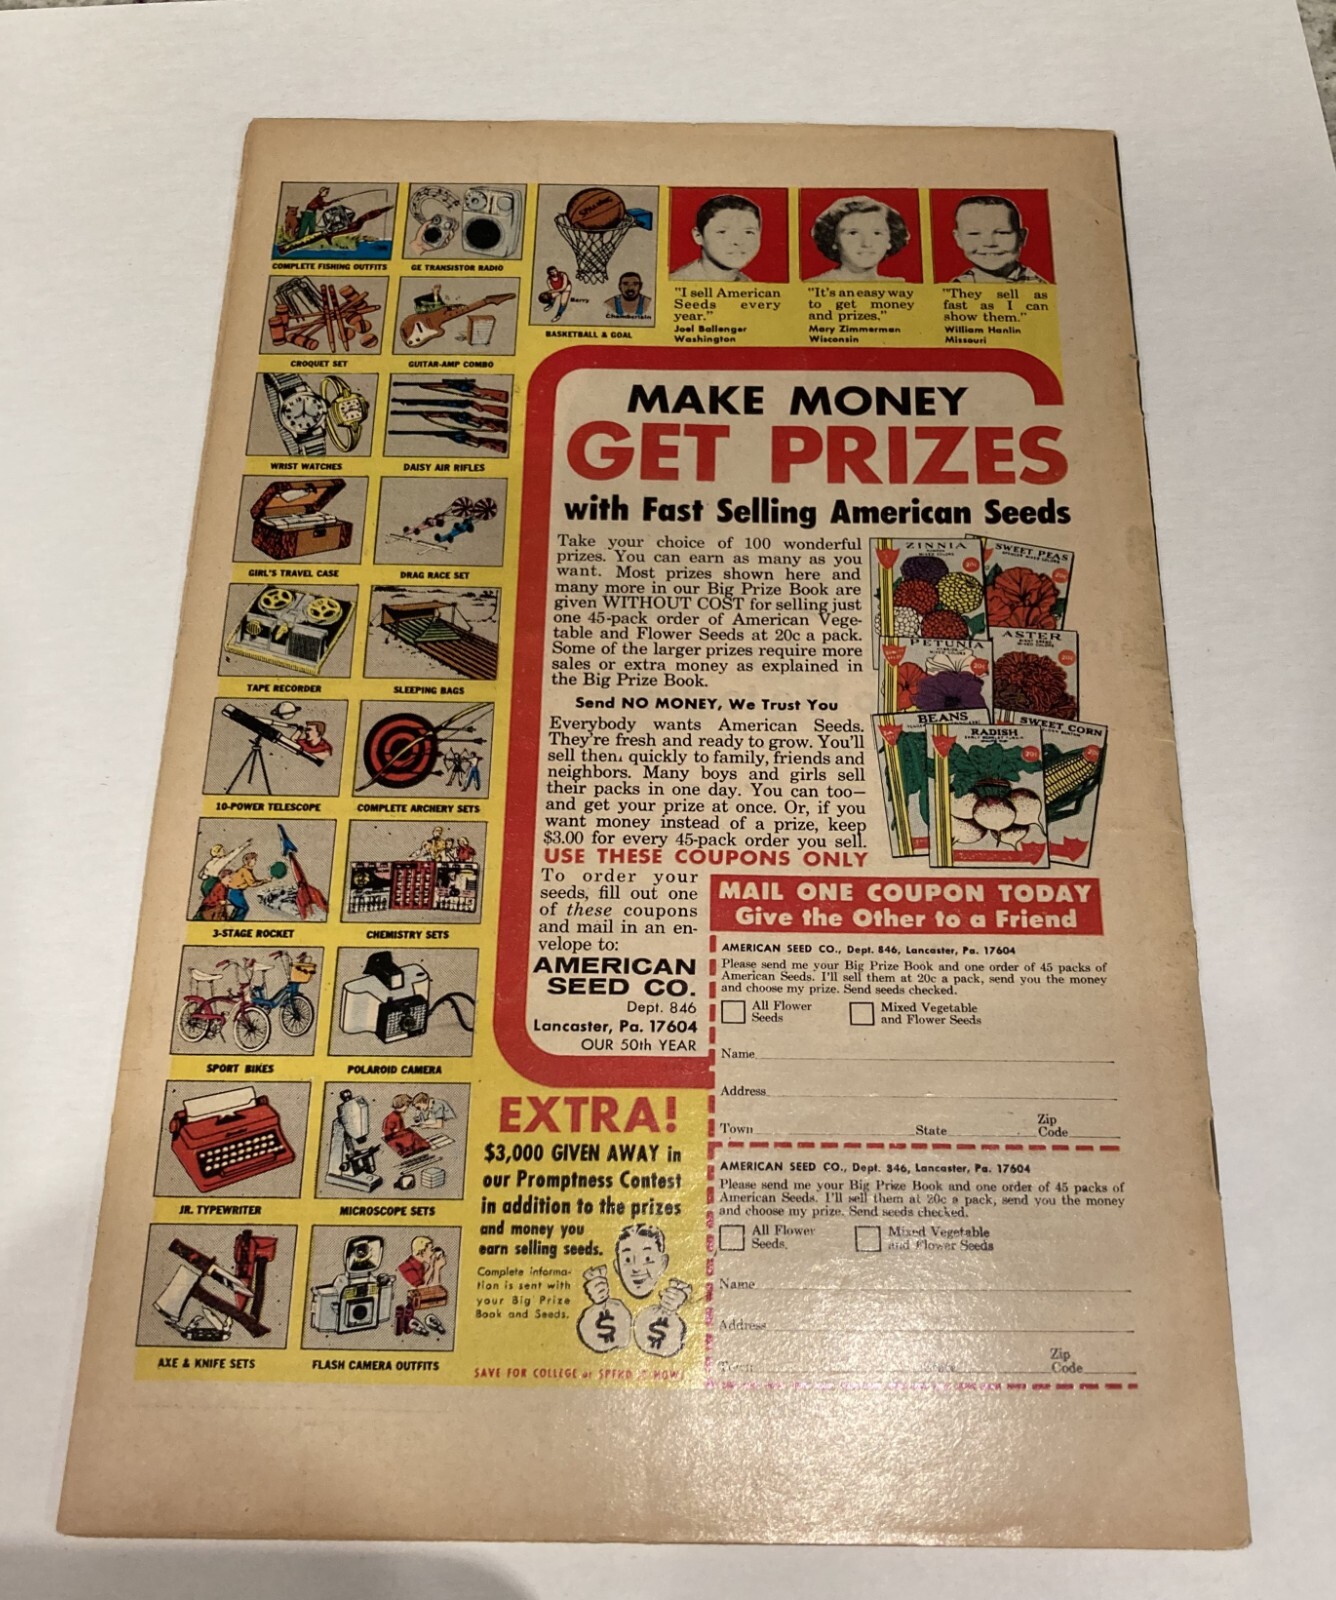 COMPLETE FISHING OUTFITS
GE TRANSISTOR RADIO
SPALDING
Barry
Chamberlain
BASKETBALL & GOAL
CROQUET SET
GUITAR-AMP COMBO
WRIST WATCHES
DAISY AIR RIFLES
GIRL'S TRAVEL CASE
DRAG RACE SET
TAPE RECORDER
SLEEPING BAGS
10-POWER TELESCOPE
COMPLETE ARCHERY SETS
3-STAGE ROCKET
CHEMISTRY SETS
SPORT BIKES
POLAROID CAMERA
JR. TYPEWRITER
MICROSCOPE SETS
AXE & KNIFE SETS
FLASH CAMERA OUTFITS
"I sell American
Seeds every
year."
Joel Ballenger
Washington
"It's an easy way
to get money
and prizes."
Mary Zimmerman
Wisconsin
"They sell as
fast as I can
show them."
William Hanlin
Missouri
MAKE MONEY
GET PRIZES
with Fast Selling American Seeds
Take your choice of 100 wonderful
prizes. You can earn as many as you
want. Most prizes shown here and
many more in our Big Prize Book are
given WITHOUT COST for selling just
one 45-pack order of American Vege-
table and Flower Seeds at 20c a pack.
Some of the larger prizes require more
sales or extra money as explained in
the Big Prize Book.
Send NO MONEY, We Trust You
Everybody wants American Seeds.
They're fresh and ready to grow. You'll
sell them quickly to family, friends and
neighbors. Many boys and girls sell
their packs in one day. You can too—
and get your prize at once. Or, if you
want money instead of a prize, keep
$3.00 for every 45-pack order you sell.
USE THESE COUPONS ONLY
To order your
seeds, fill out one
of these coupons
and mail in an en-
velope to:
AMERICAN
SEED CO.
Dept. 846
Lancaster, Pa. 17604
OUR 50th YEAR
ZINNIA
SWEET PEAS
PETUNIA
ASTER
BEANS
RADISH
SWEET CORN
MAIL ONE COUPON TODAY
Give the Other to a Friend
AMERICAN SEED CO., Dept. 846, Lancaster, Pa. 17604
Please send me your Big Prize Book and one order of 45 packs of
American Seeds. I'll sell them at 20c a pack, send you the money
and choose my prize. Send seeds checked.
All Flower
Seeds
Mixed Vegetable
and Flower Seeds
Name
Address
Town State Zip
Code
AMERICAN SEED CO., Dept. 846, Lancaster, Pa. 17604
Please send me your Big Prize Book and one order of 45 packs of
American Seeds. I'll sell them at 20c a pack, send you the money
and choose my prize. Send seeds checked.
All Flower
Seeds
Mixed Vegetable
and Flower Seeds
Name
Address
Town State Zip
Code
EXTRA!
$3,000 GIVEN AWAY in
our Promptness Contest
in addition to the prizes
and money you
earn selling seeds.
Complete informa-
tion is sent with
your Big Prize
Book and Seeds.
$ $
SAVE FOR COLLEGE or SPEND IT NOW!